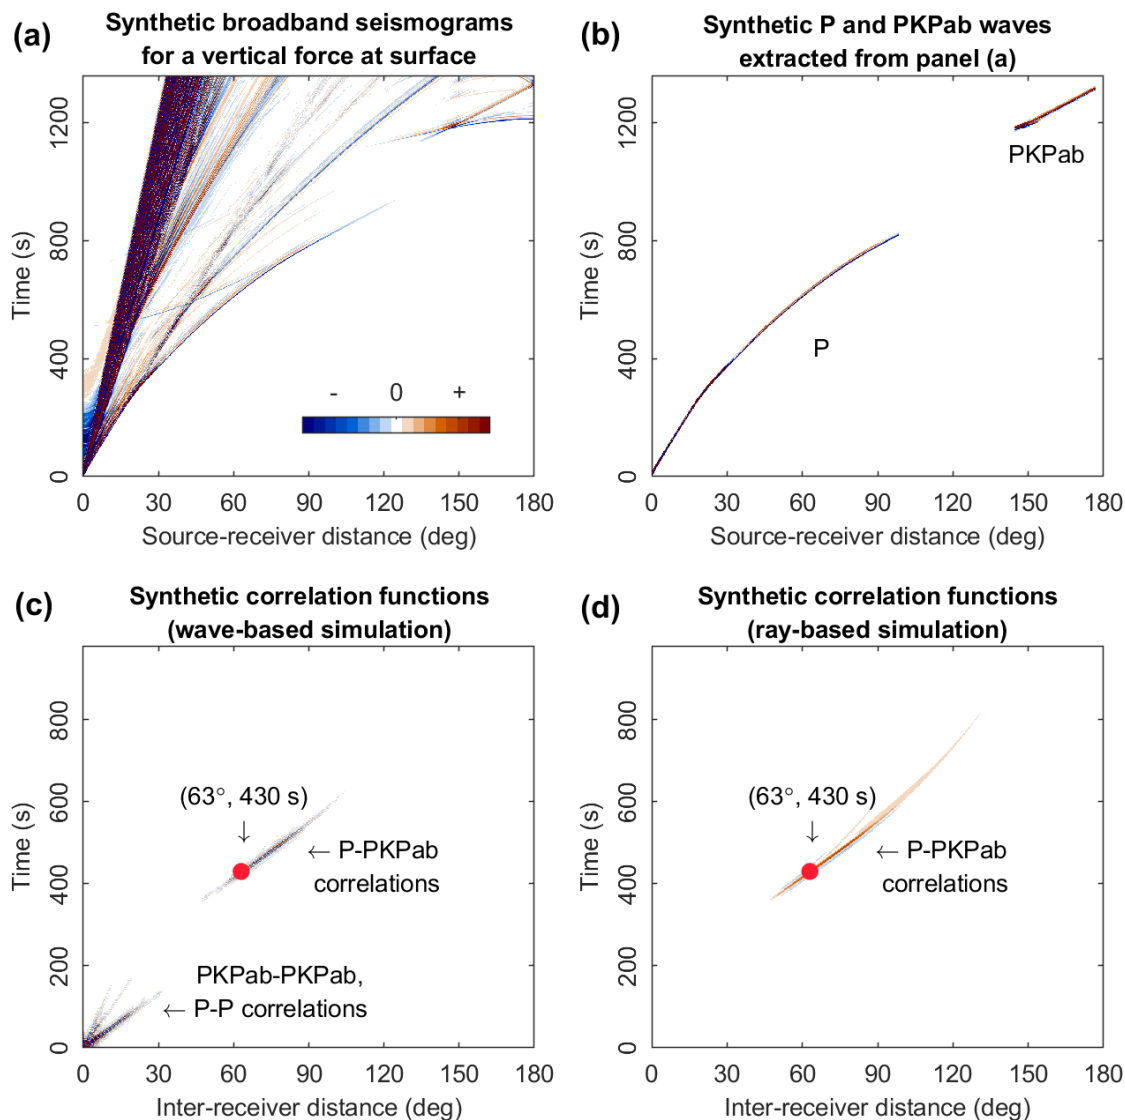 (a)
Synthetic broadband seismograms
for a vertical force at surface
1200
800
400
0
Time (s)
- 0 +
0 30 60 90 120 150 180
Source-receiver distance (deg)
(b)
Synthetic P and PKPab waves
extracted from panel (a)
1200
800
400
0
Time (s)
PKPab
P
0 30 60 90 120 150 180
Source-receiver distance (deg)
(c)
Synthetic correlation functions
(wave-based simulation)
800
600
400
200
0
Time (s)
(63°, 430 s)
↓
← P-PKPab
correlations
PKPab-PKPab,
← P-P correlations
0 30 60 90 120 150 180
Inter-receiver distance (deg)
(d)
Synthetic correlation functions
(ray-based simulation)
800
600
400
200
0
Time (s)
(63°, 430 s)
↓
← P-PKPab
correlations
0 30 60 90 120 150 180
Inter-receiver distance (deg)